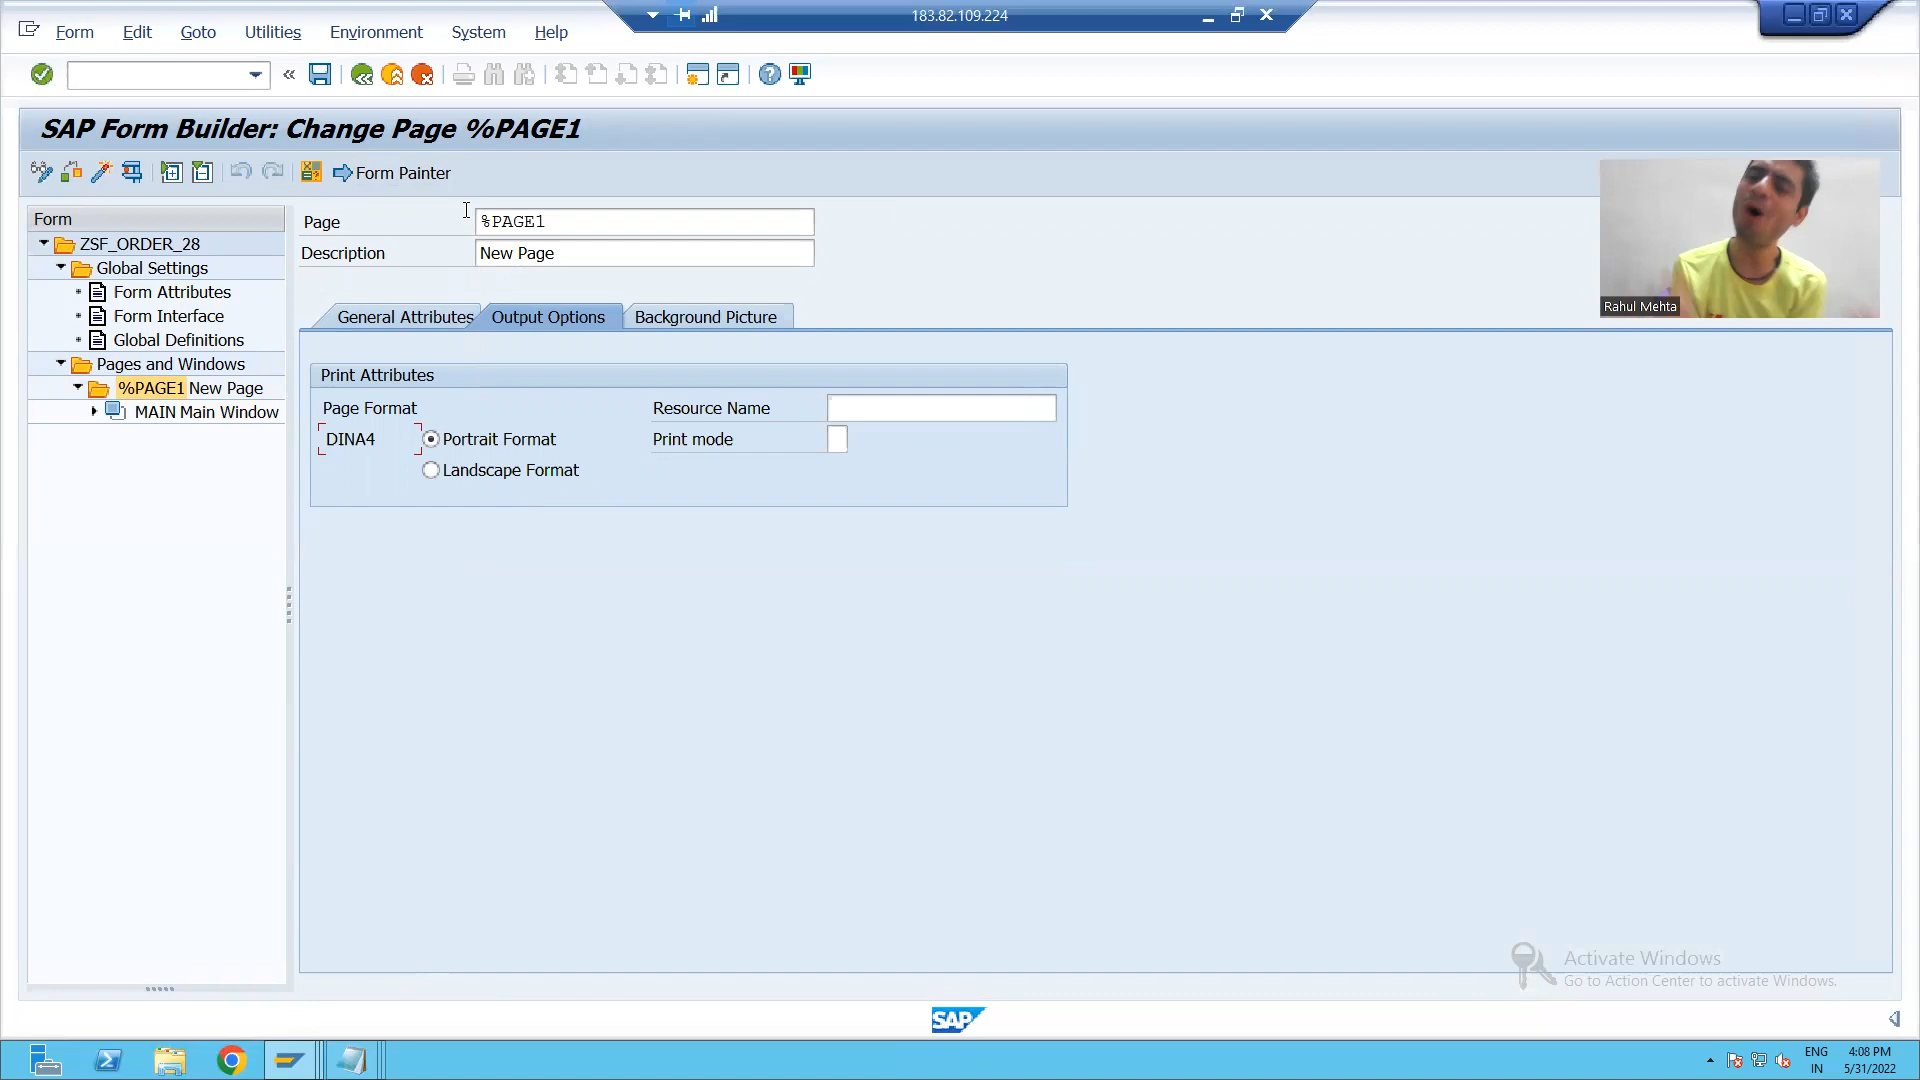 183.82.109.224
Form Edit Goto Utilities Environment System Help
SAP Form Builder: Change Page %PAGE1
Form Painter
Form
ZSF_ORDER_28
Global Settings
Form Attributes
Form Interface
Global Definitions
Pages and Windows
%PAGE1 New Page
MAIN Main Window
Page %PAGE1
Description New Page
General Attributes Output Options Background Picture
Print Attributes
Page Format Resource Name
DINA4 Portrait Format Print mode
Landscape Format
Rahul Mehta
Activate Windows
Go to Action Center to activate Windows.
SAP
ENG 4:08 PM
IN 5/31/2022